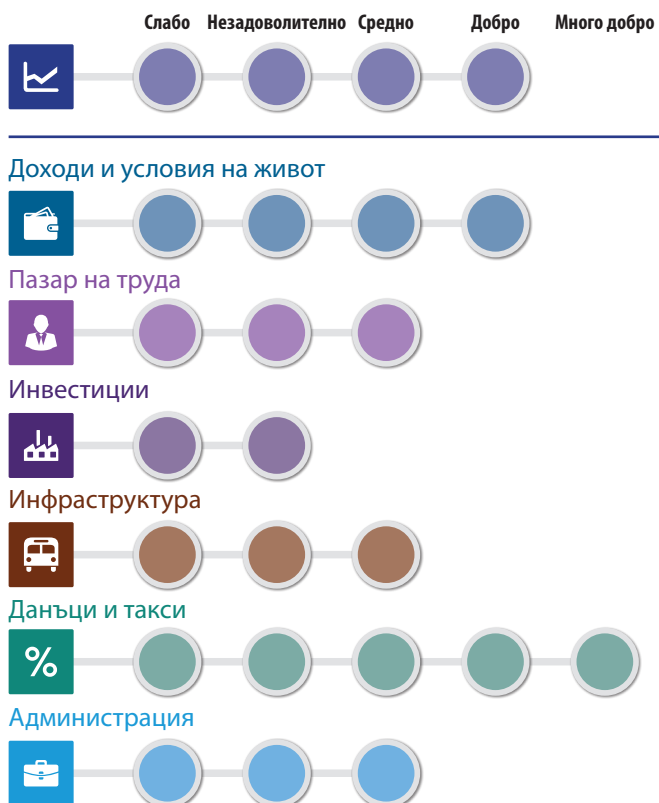 Слабо Незадоволително Средно Добро Много добро
Доходи и условия на живот
Пазар на труда
Инвестиции
Инфраструктура
Данъци и такси
%
Администрация